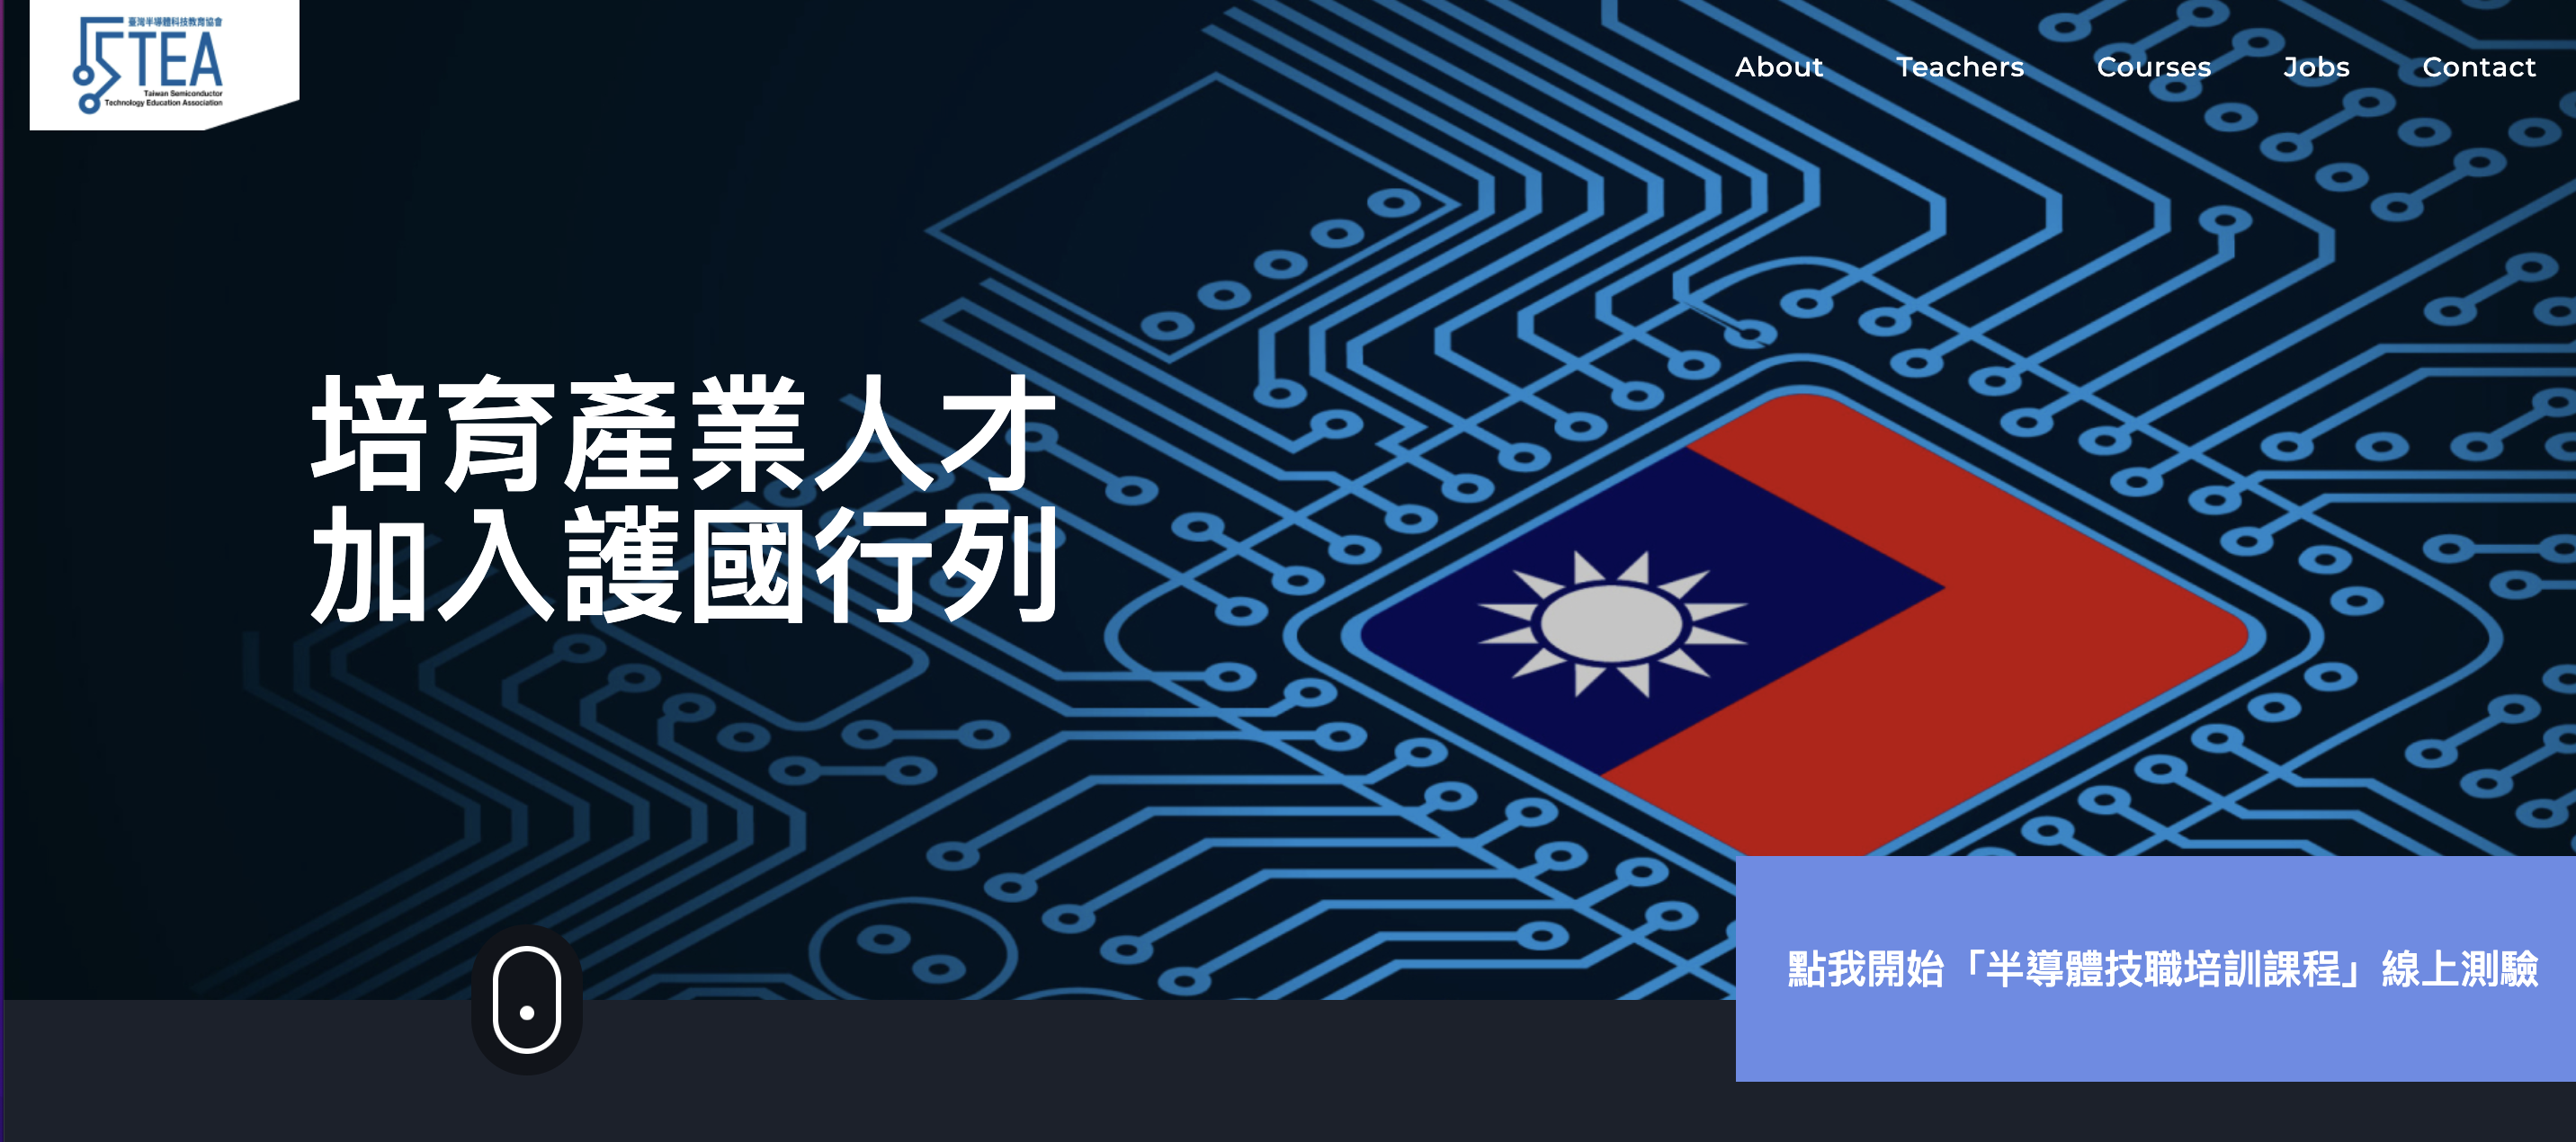 臺灣半導體科技教育協會
STEA
Taiwan Semiconductor
Technology Education Association
About Teachers Courses Jobs Contact
培育產業人才
加入護國行列
點我開始「半導體技職培訓課程」線上測驗